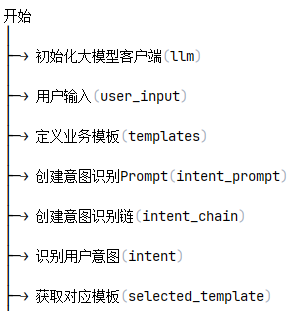 开始
初始化大模型客户端(llm)
用户输入(user_input)
定义业务模板(templates)
创建意图识别Prompt(intent_prompt)
创建意图识别链(intent_chain)
识别用户意图(intent)
获取对应模板(selected_template)